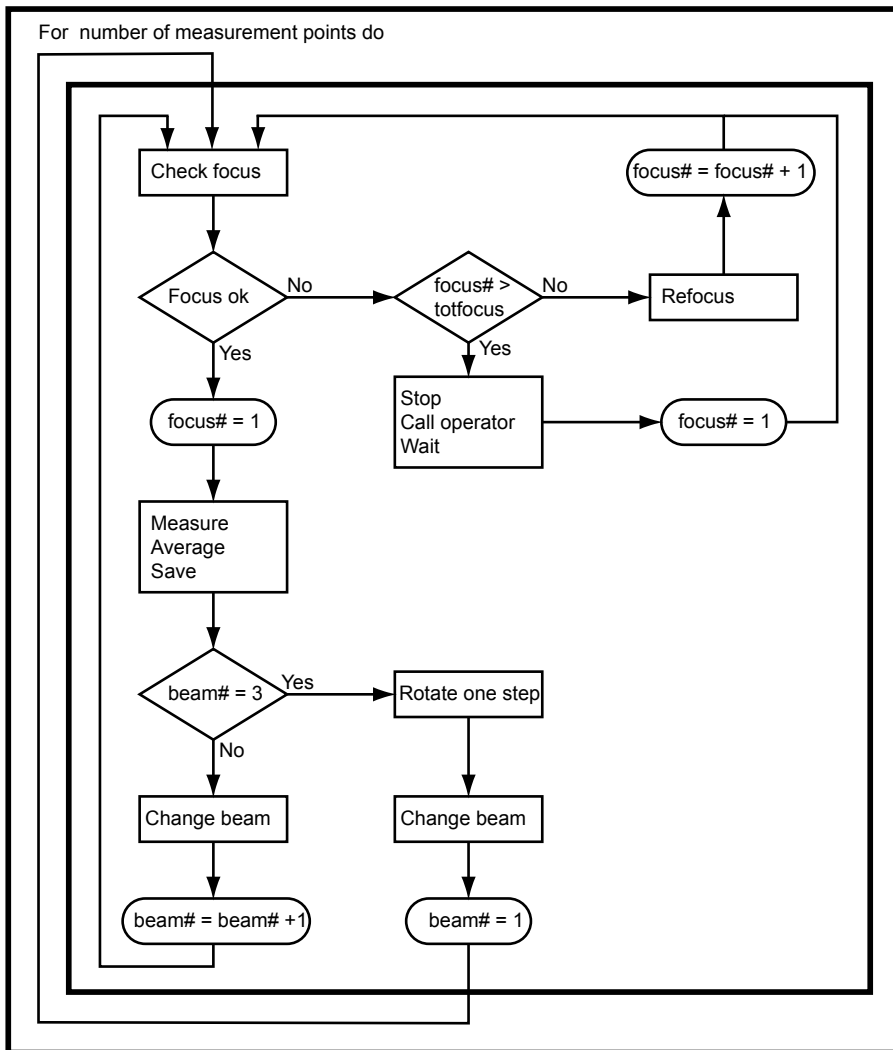 For number of measurement points do
Check focus
focus# = focus# + 1
Focus ok
No
focus# >
totfocus
No
Refocus
Yes
Yes
focus# = 1
Stop
Call operator
Wait
focus# = 1
Measure
Average
Save
beam# = 3
Yes
Rotate one step
No
Change beam
Change beam
beam# = beam# +1
beam# = 1